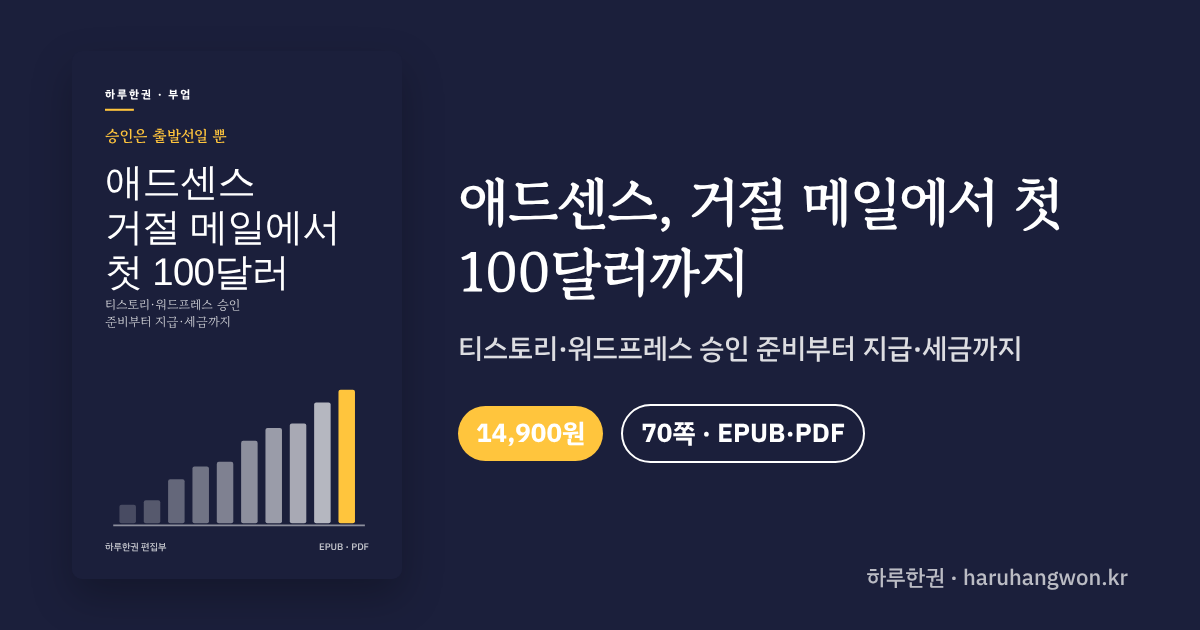 하루한권 · 부업
승인은 출발선일 뿐
애드센스
거절 메일에서
첫 100달러
티스토리·워드프레스 승인
준비부터 지급·세금까지
하루한권 편집부
EPUB · PDF
애드센스, 거절 메일에서 첫
100달러까지
티스토리·워드프레스 승인 준비부터 지급·세금까지
14,900원
70쪽 · EPUB·PDF
하루한권 · haruhangwon.kr